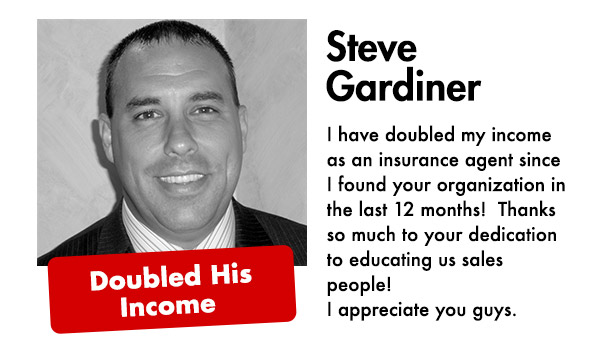 Steve
Gardiner
I have doubled my income
as an insurance agent since
I found your organization in
the last 12 months!  Thanks
so much to your dedication
to educating us sales
people!
I appreciate you guys.
Doubled His
Income